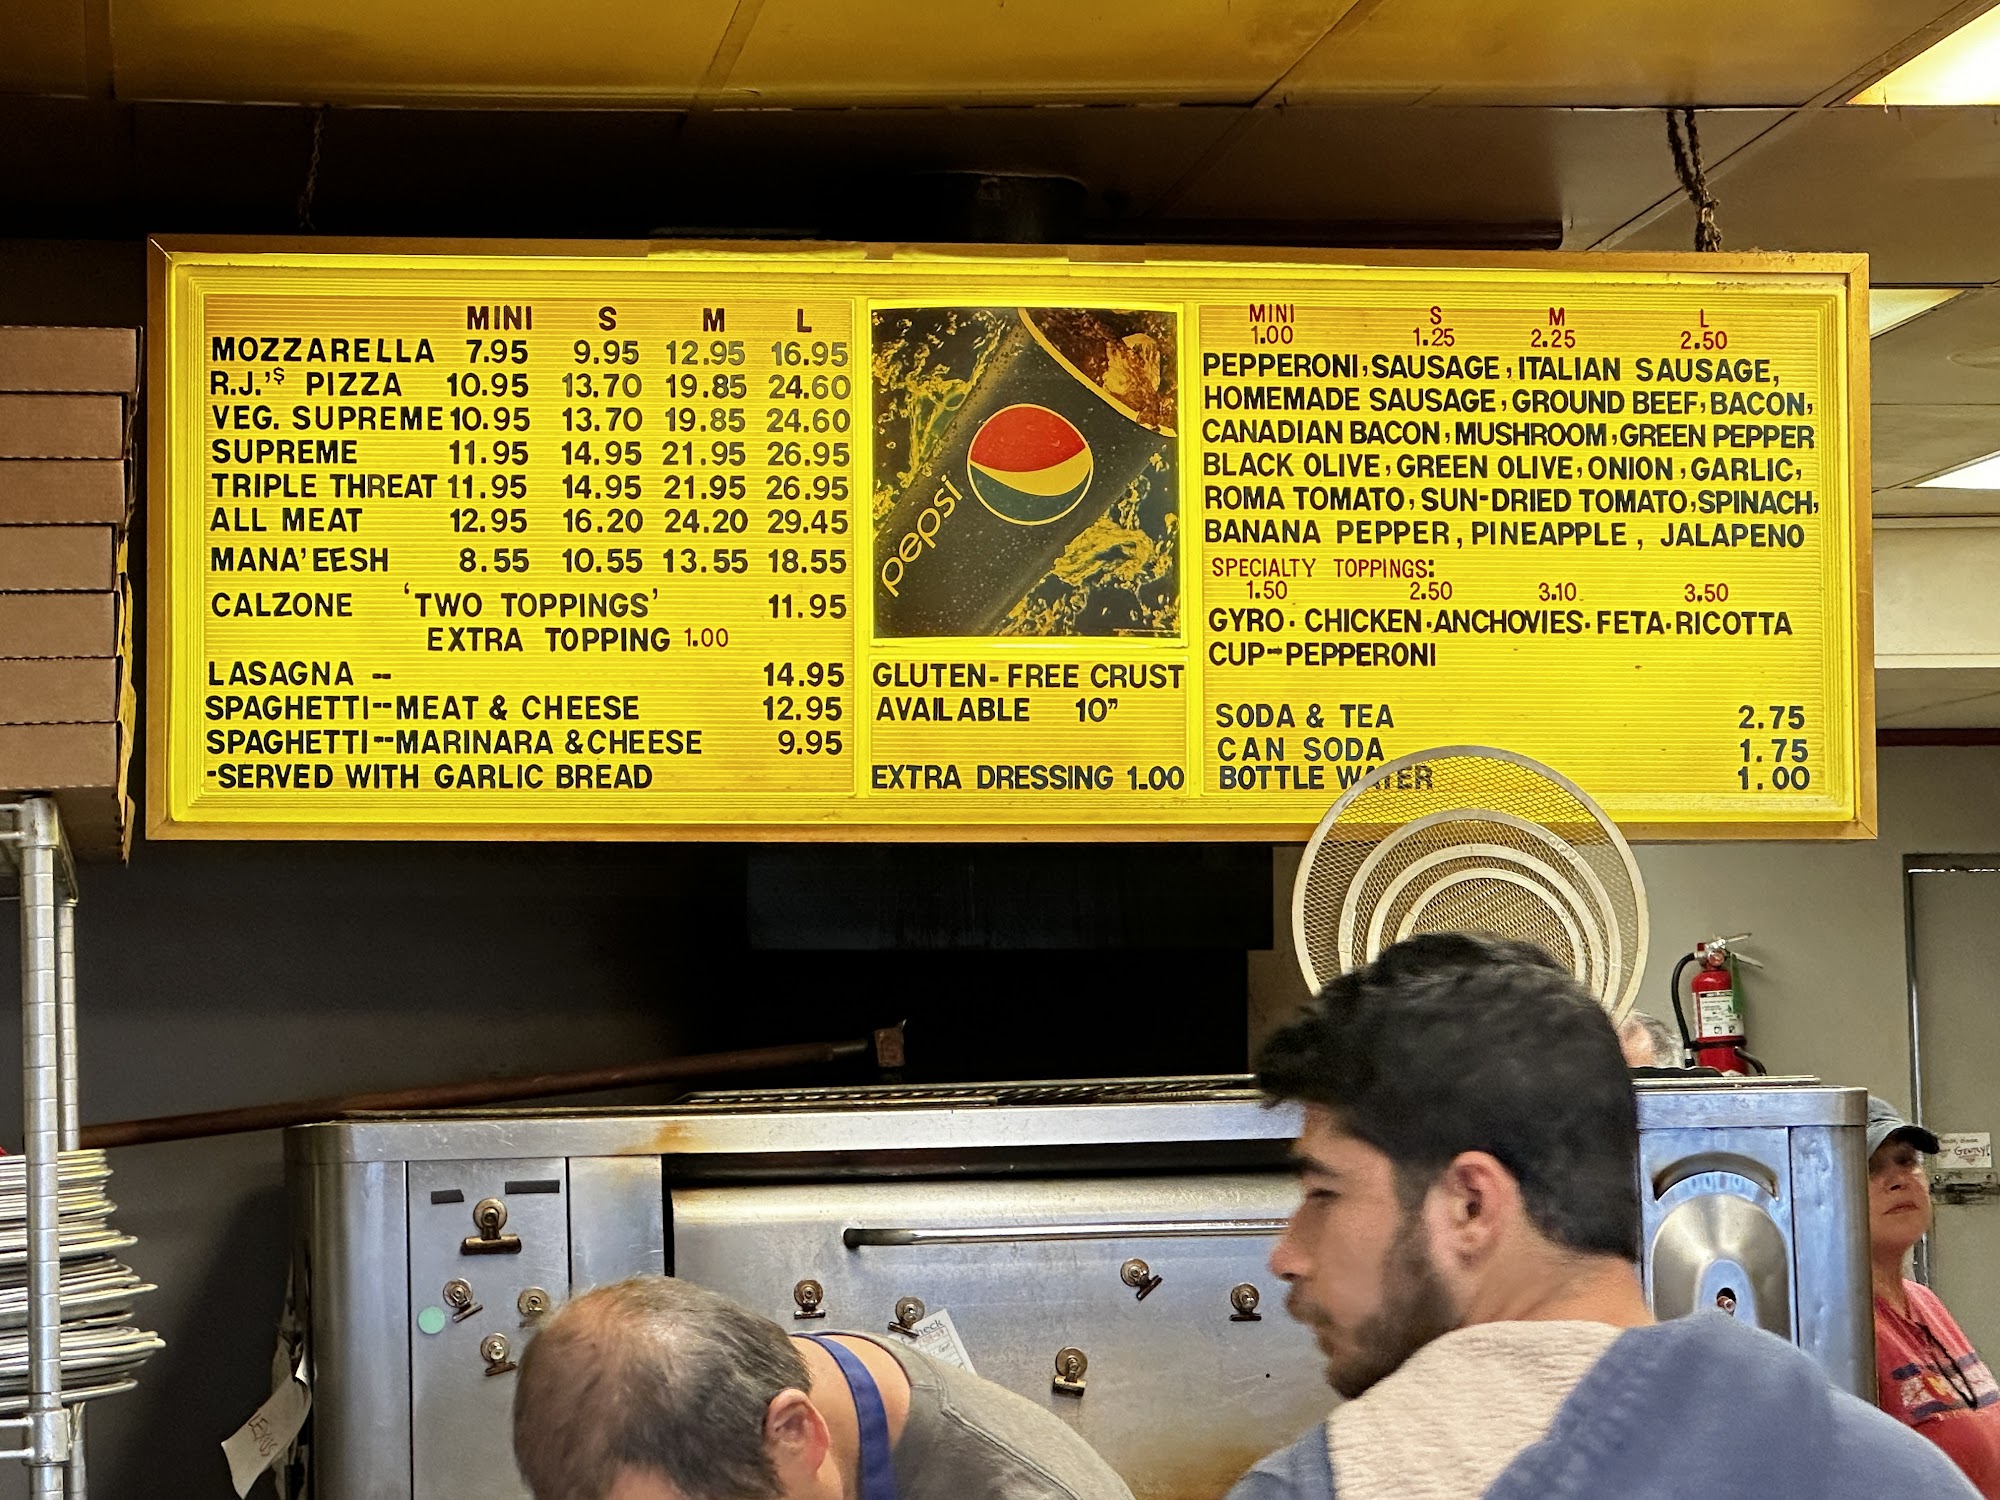 MINI S M L
MOZZARELLA 7.95 9.95 12.95 16.95
R.J.'S PIZZA 10.95 13.70 19.85 24.60
VEG. SUPREME 10.95 13.70 19.85 24.60
SUPREME 11.95 14.95 21.95 26.95
TRIPLE THREAT 11.95 14.95 21.95 26.95
ALL MEAT 12.95 16.20 24.20 29.45
MANA'EESH 8.55 10.55 13.55 18.55
CALZONE 'TWO TOPPINGS' 11.95
EXTRA TOPPING 1.00
LASAGNA -- 14.95
SPAGHETTI--MEAT & CHEESE 12.95
SPAGHETTI--MARINARA & CHEESE 9.95
-SERVED WITH GARLIC BREAD
pepsi
GLUTEN-FREE CRUST
AVAILABLE 10"
EXTRA DRESSING 1.00
MINI S M L
1.00 1.25 2.25 2.50
PEPPERONI, SAUSAGE, ITALIAN SAUSAGE,
HOMEMADE SAUSAGE, GROUND BEEF, BACON,
CANADIAN BACON, MUSHROOM, GREEN PEPPER
BLACK OLIVE, GREEN OLIVE, ONION, GARLIC,
ROMA TOMATO, SUN-DRIED TOMATO, SPINACH,
BANANA PEPPER, PINEAPPLE, JALAPENO
SPECIALTY TOPPINGS:
1.50 2.50 3.10 3.50
GYRO · CHICKEN · ANCHOVIES · FETA · RICOTTA
CUP-PEPPERONI
SODA & TEA 2.75
CAN SODA 1.75
BOTTLE WATER 1.00
LEXUS
GENTLY!